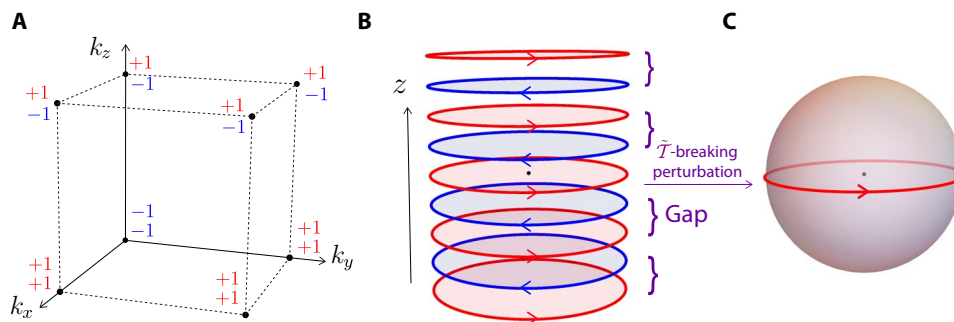 A
k_z
+1
−1
+1
−1
+1
−1
+1
−1
−1
−1
+1
+1
+1
+1
+1
+1
k_y
k_x
B
z
}
}
}
} Gap
𝒯̃-breaking
perturbation
C